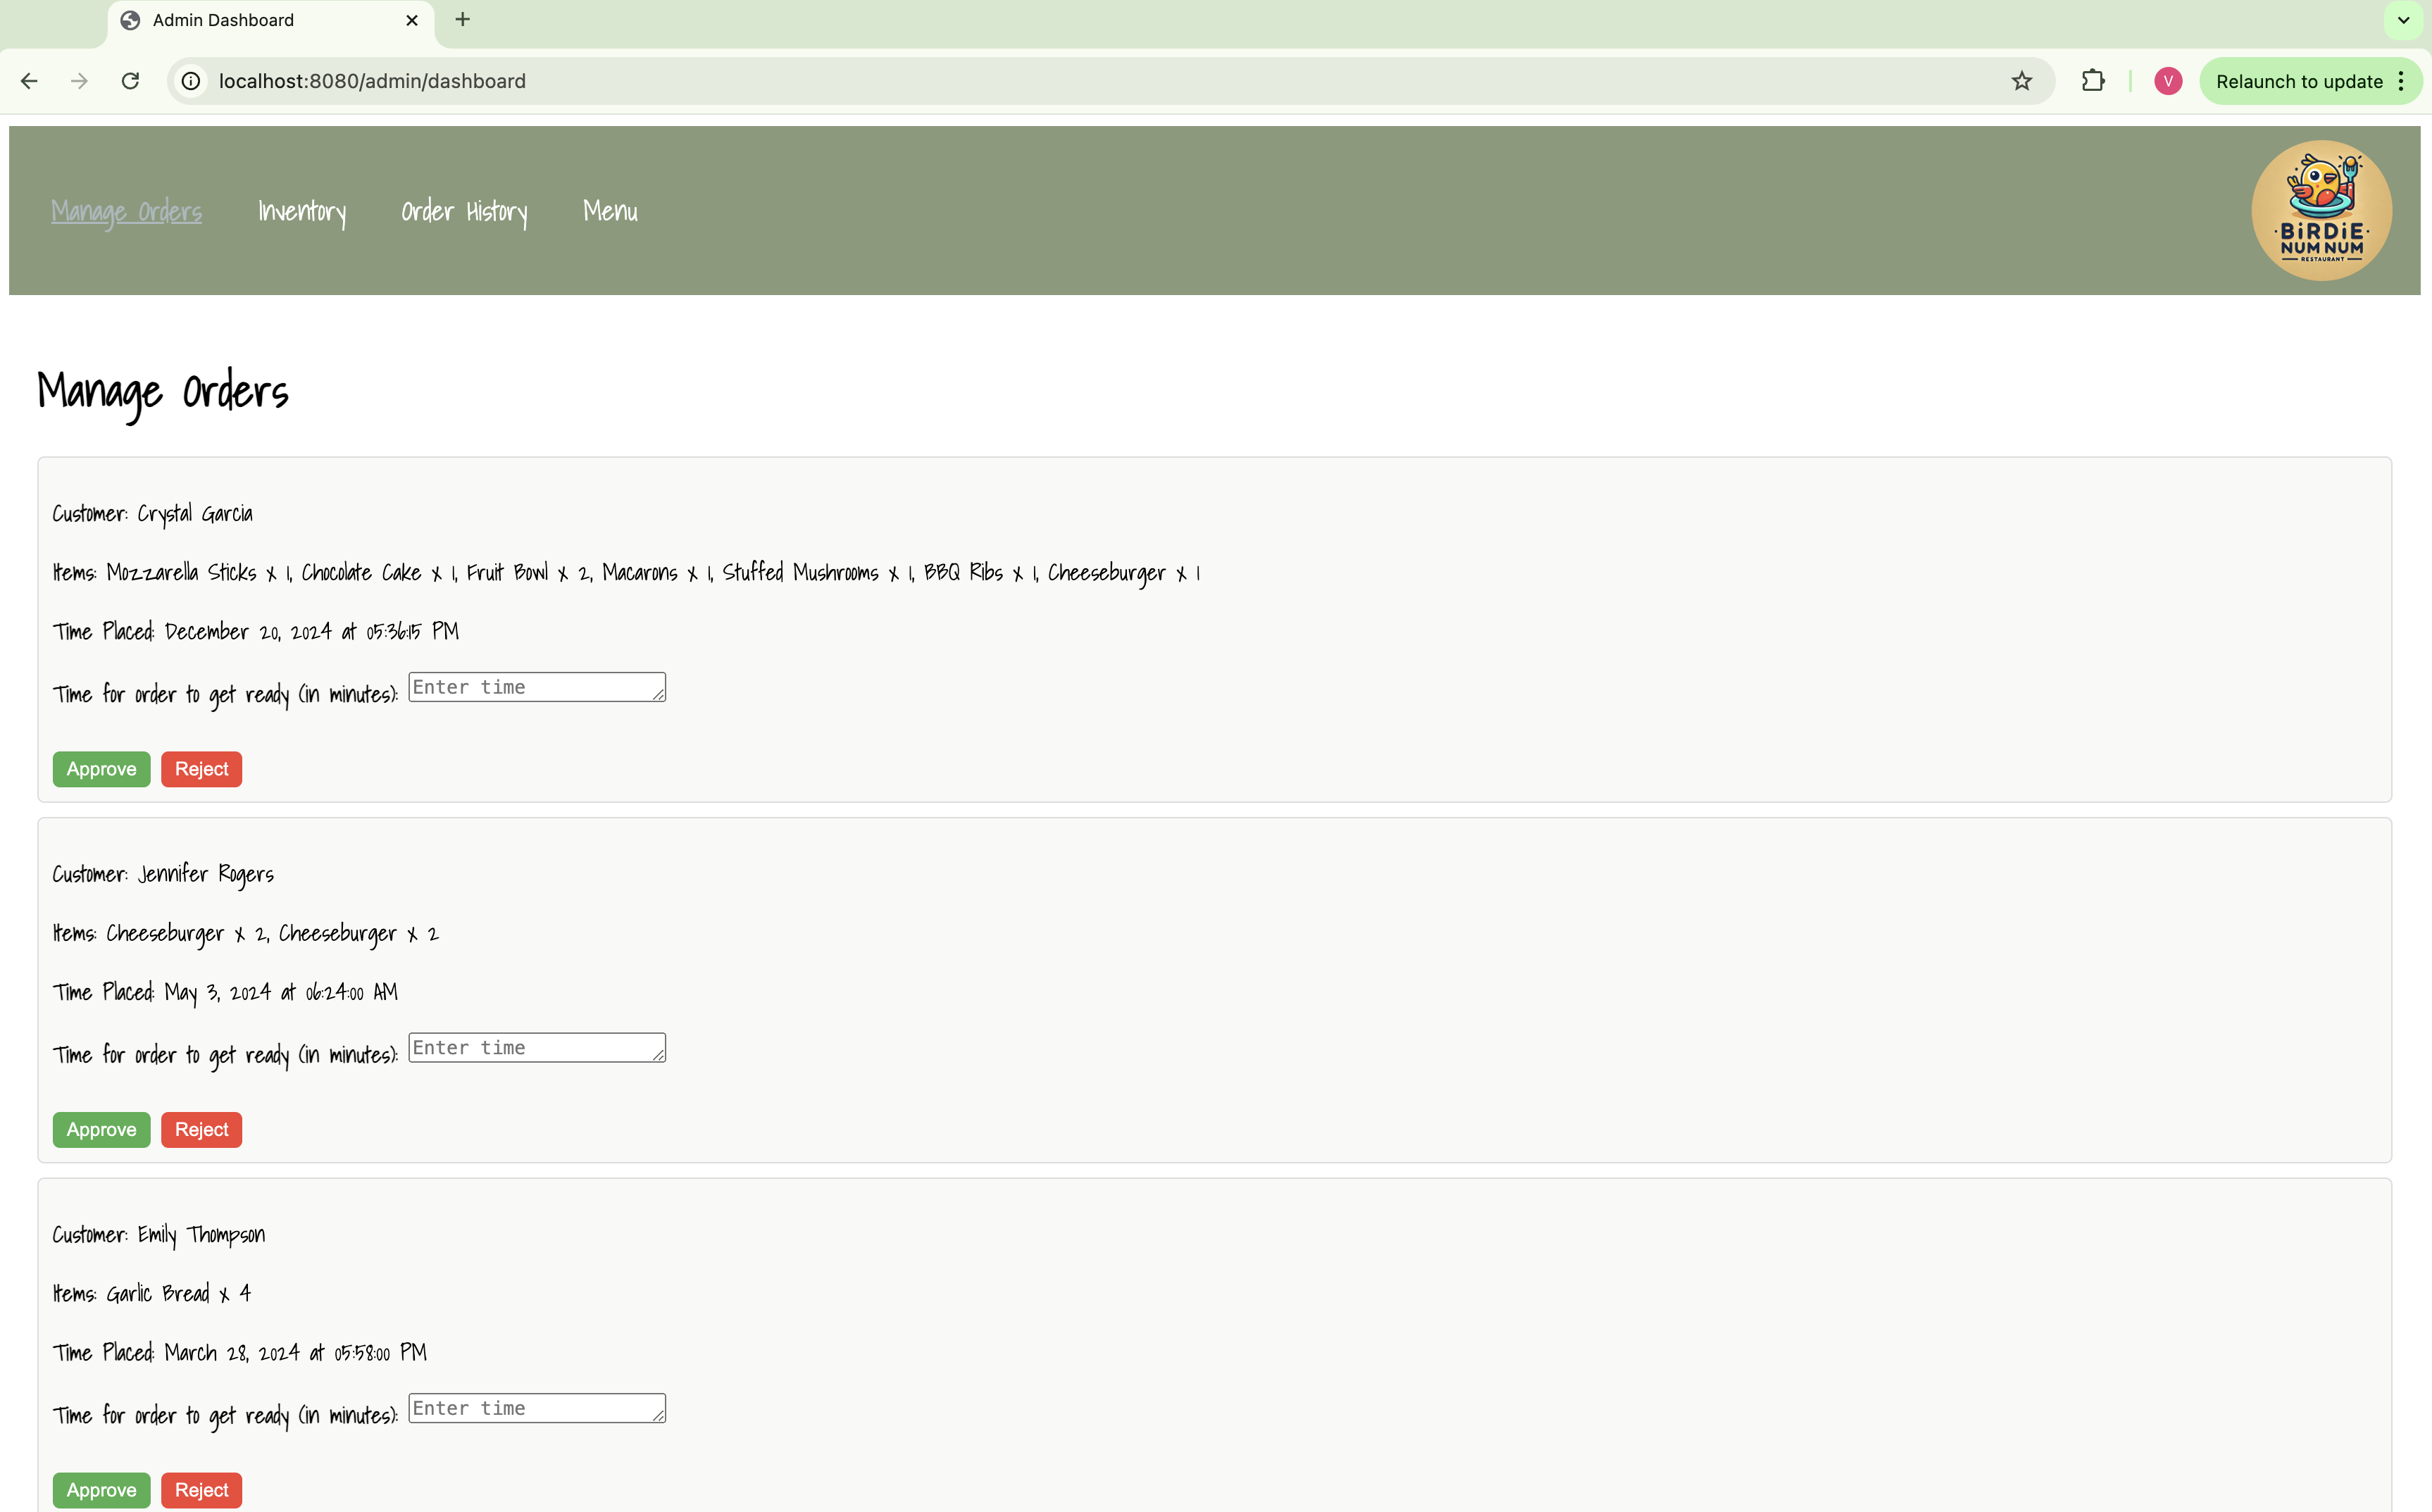 Admin Dashboard
localhost:8080/admin/dashboard
V
Relaunch to update
Manage Orders Inventory Order History Menu
BiRDiE
NUM NUM
RESTAURANT
Manage Orders
Customer: Crystal Garcia
Items: Mozzarella Sticks x 1, Chocolate Cake x 1, Fruit Bowl x 2, Macarons x 1, Stuffed Mushrooms x 1, BBQ Ribs x 1, Cheeseburger x 1
Time Placed: December 20, 2024 at 05:36:15 PM
Time for order to get ready (in minutes): Enter time
Approve Reject
Customer: Jennifer Rogers
Items: Cheeseburger x 2, Cheeseburger x 2
Time Placed: May 3, 2024 at 06:24:00 AM
Time for order to get ready (in minutes): Enter time
Approve Reject
Customer: Emily Thompson
Items: Garlic Bread x 4
Time Placed: March 28, 2024 at 05:58:00 PM
Time for order to get ready (in minutes): Enter time
Approve Reject